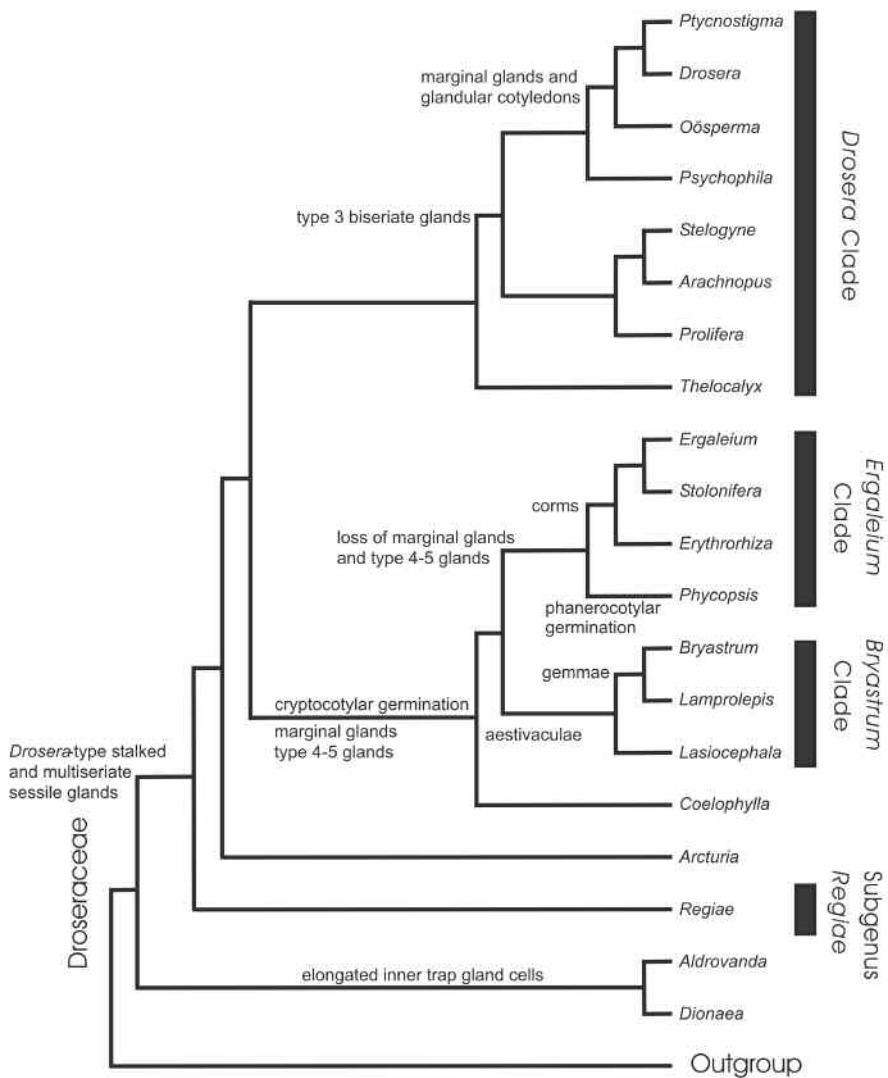 Ptycnostigma
marginal glands and
glandular cotyledons
Drosera
Oösperma
Psychophila
type 3 biseriate glands
Stelogyne
Arachnopus
Prolifera
Thelocalyx
Drosera Clade
Ergaleium
Stolonifera
corms
loss of marginal glands
and type 4-5 glands
Erythrorhiza
Phycopsis
phanerocotylar
germination
Ergaleium
Clade
Bryastrum
gemmae
Lamprolepis
cryptocotylar germination
marginal glands
type 4-5 glands
aestivaculae
Lasiocephala
Bryastrum
Clade
Coelophylla
Drosera-type stalked
and multiseriate
sessile glands
Arcturia
Regiae
Subgenus
Regiae
Droseraceae
Aldrovanda
elongated inner trap gland cells
Dionaea
Outgroup